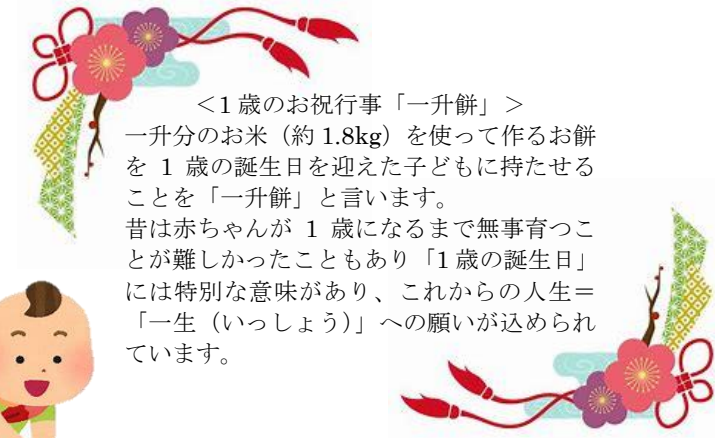 ＜1歳のお祝行事「一升餅」＞
一升分のお米（約1.8kg）を使って作るお餅
を 1 歳の誕生日を迎えた子どもに持たせる
ことを「一升餅」と言います。
昔は赤ちゃんが 1 歳になるまで無事育つこ
とが難しかったこともあり「1歳の誕生日」
には特別な意味があり、これからの人生＝
「一生（いっしょう）」への願いが込められ
ています。